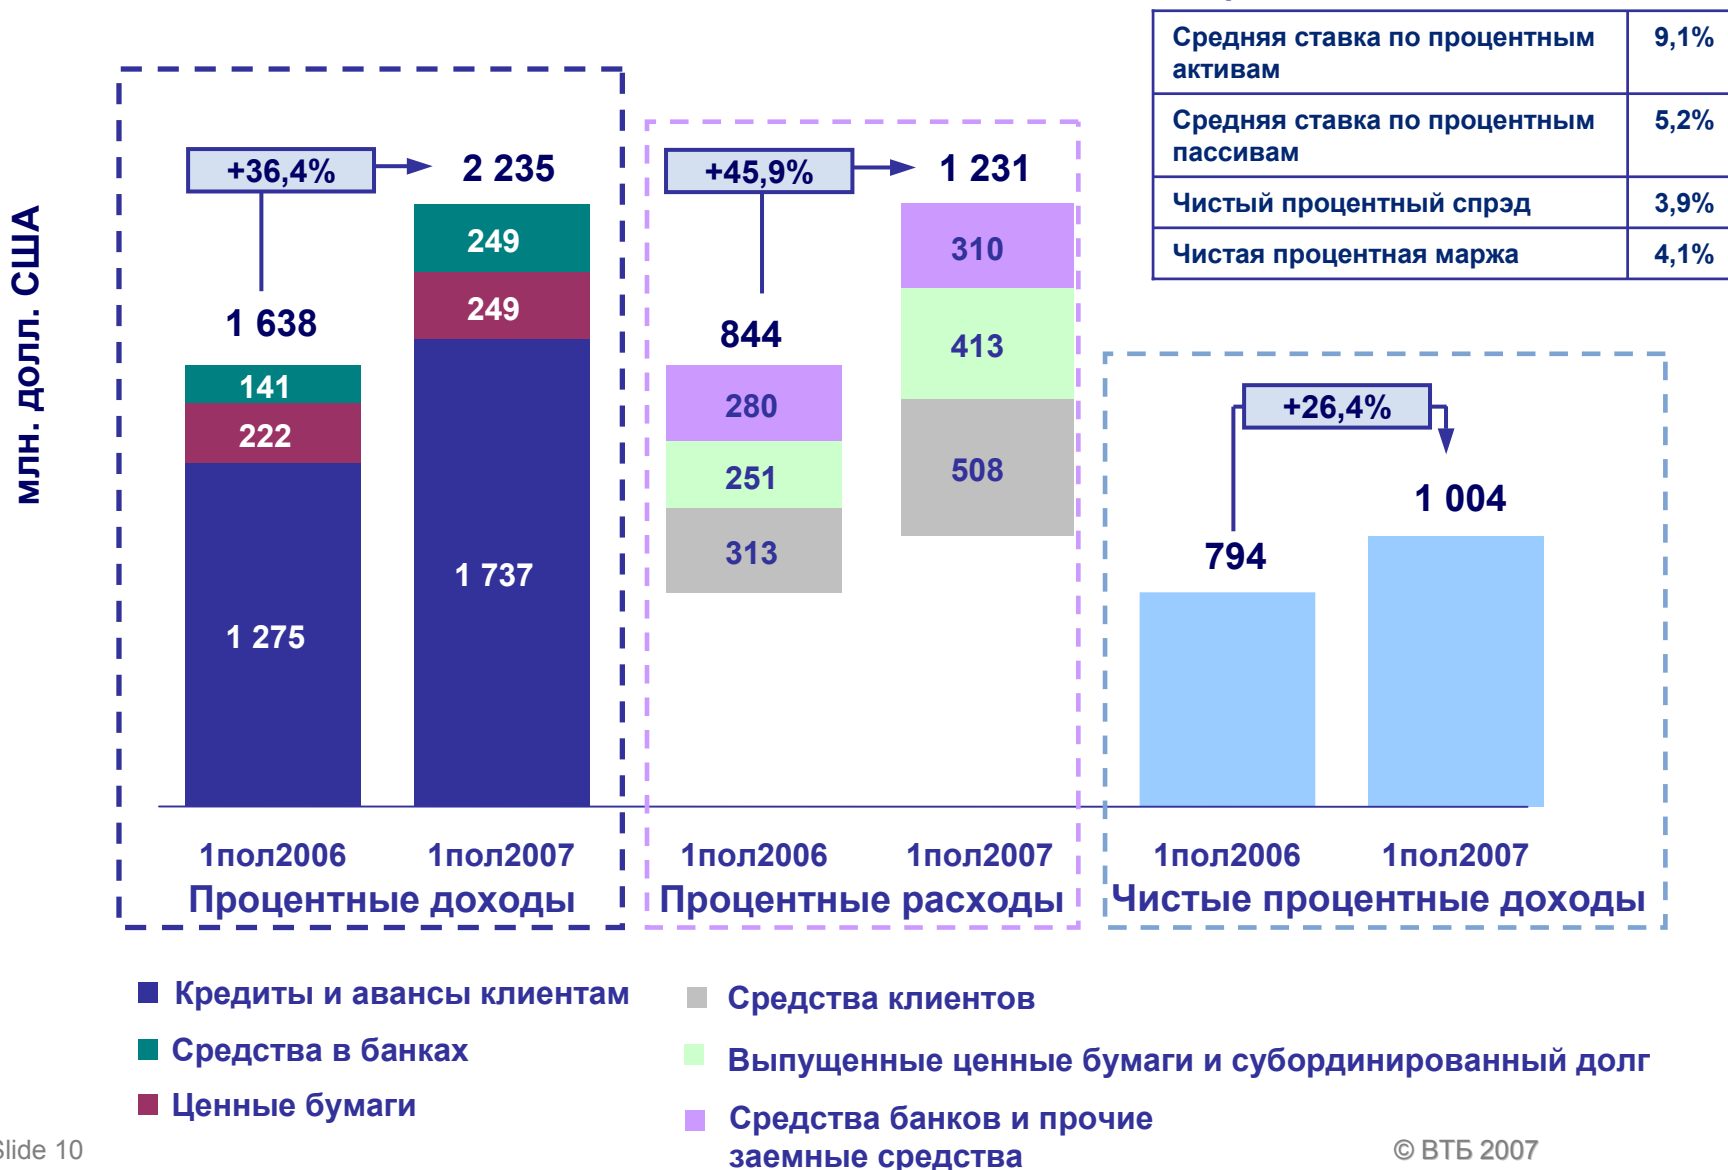 Средняя ставка по процентным
активам
9,1%
Средняя ставка по процентным
пассивам
5,2%
Чистый процентный спрэд
3,9%
Чистая процентная маржа
4,1%
млн. долл. США
+36,4%
2 235
249
249
1 737
1 638
141
222
1 275
+45,9%
1 231
310
413
508
844
280
251
313
+26,4%
1 004
794
1пол2006
1пол2007
1пол2006
1пол2007
1пол2006
1пол2007
Процентные доходы
Процентные расходы
Чистые процентные доходы
Кредиты и авансы клиентам
Средства в банках
Ценные бумаги
Средства клиентов
Выпущенные ценные бумаги и субординированный долг
Средства банков и прочие
заемные средства
Slide 10
© ВТБ 2007